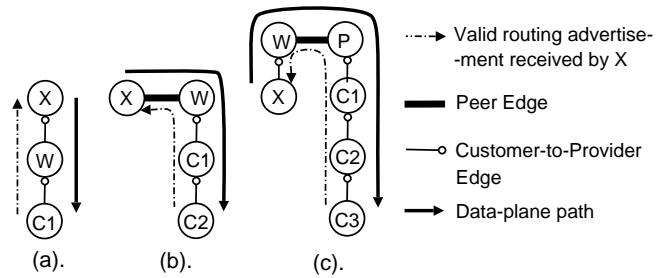 X
W
C1
(a).
X
W
C1
C2
(b).
W
P
X
C1
C2
C3
(c).
Valid routing advertise-
-ment received by X
Peer Edge
Customer-to-Provider
Edge
Data-plane path